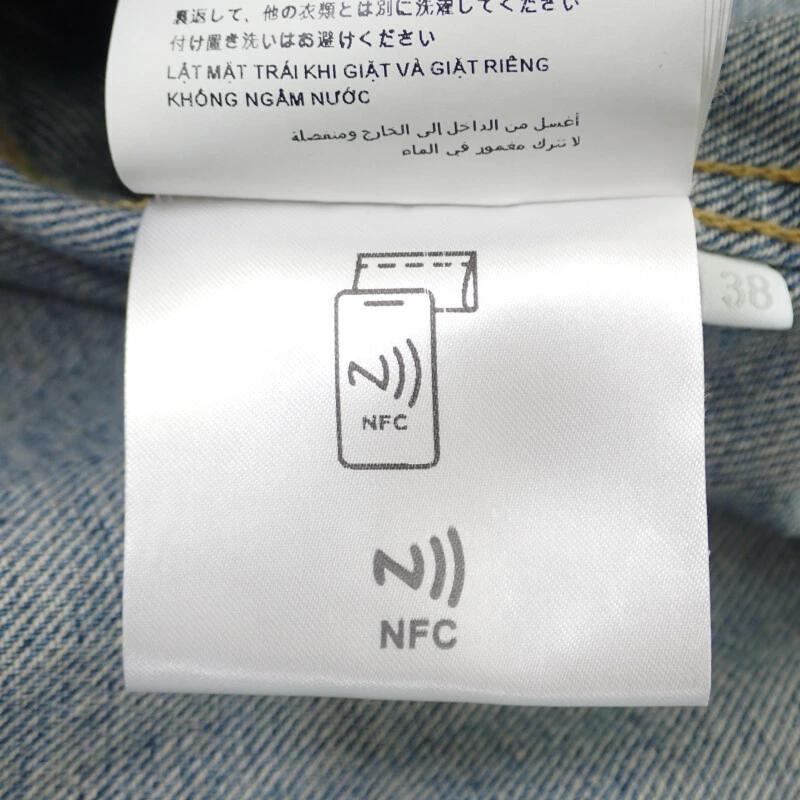 裏返して、他の衣類とは別に洗濯してください
付け置き洗いはお避けください
LẬT MẶT TRÁI KHI GIẶT VÀ GIẶT RIÊNG
KHÔNG NGÂM NƯỚC
أغسل من الداخل إلى الخارج ومنفصلة
لا تترك مغمور في الماء
38
NFC
NFC